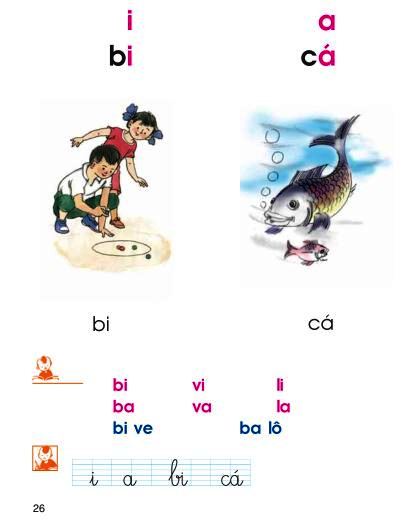 i a
bi cá
bi cá
bi vi li
ba va la
bi ve ba lô
i a bi cá
26